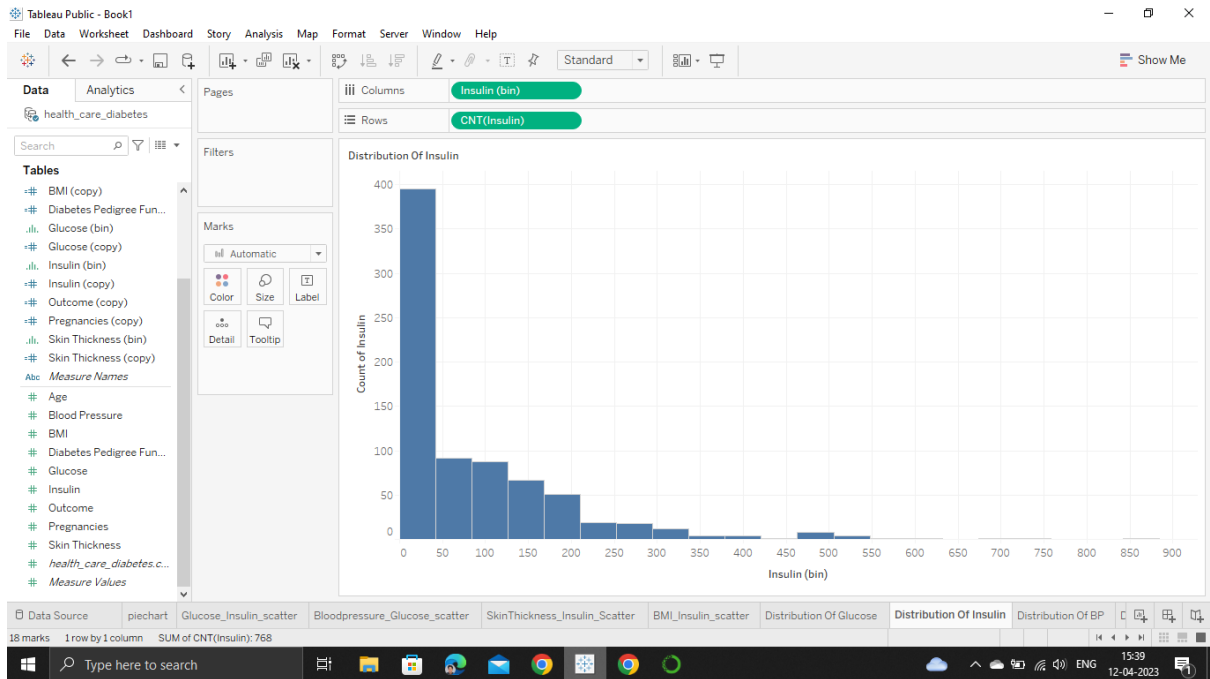 Tableau Public - Book1
File Data Worksheet Dashboard Story Analysis Map Format Server Window Help
Standard
Show Me
Data Analytics
health_care_diabetes
Search
Tables
BMI (copy)
Diabetes Pedigree Fun...
Glucose (bin)
Glucose (copy)
Insulin (bin)
Insulin (copy)
Outcome (copy)
Pregnancies (copy)
Skin Thickness (bin)
Skin Thickness (copy)
Abc Measure Names
Age
Blood Pressure
BMI
Diabetes Pedigree Fun...
Glucose
Insulin
Outcome
Pregnancies
Skin Thickness
health_care_diabetes.c...
Measure Values
Pages
Filters
Marks
Automatic
Color Size Label
Detail Tooltip
Columns Insulin (bin)
Rows CNT(Insulin)
Distribution Of Insulin
Count of Insulin
400
350
300
250
200
150
100
50
0
0 50 100 150 200 250 300 350 400 450 500 550 600 650 700 750 800 850 900
Insulin (bin)
Data Source piechart Glucose_Insulin_scatter Bloodpressure_Glucose_scatter SkinThickness_Insulin_Scatter BMI_Insulin_scatter Distribution Of Glucose Distribution Of Insulin Distribution Of BP
18 marks 1 row by 1 column SUM of CNT(Insulin): 768
Type here to search
ENG
15:39
12-04-2023
1